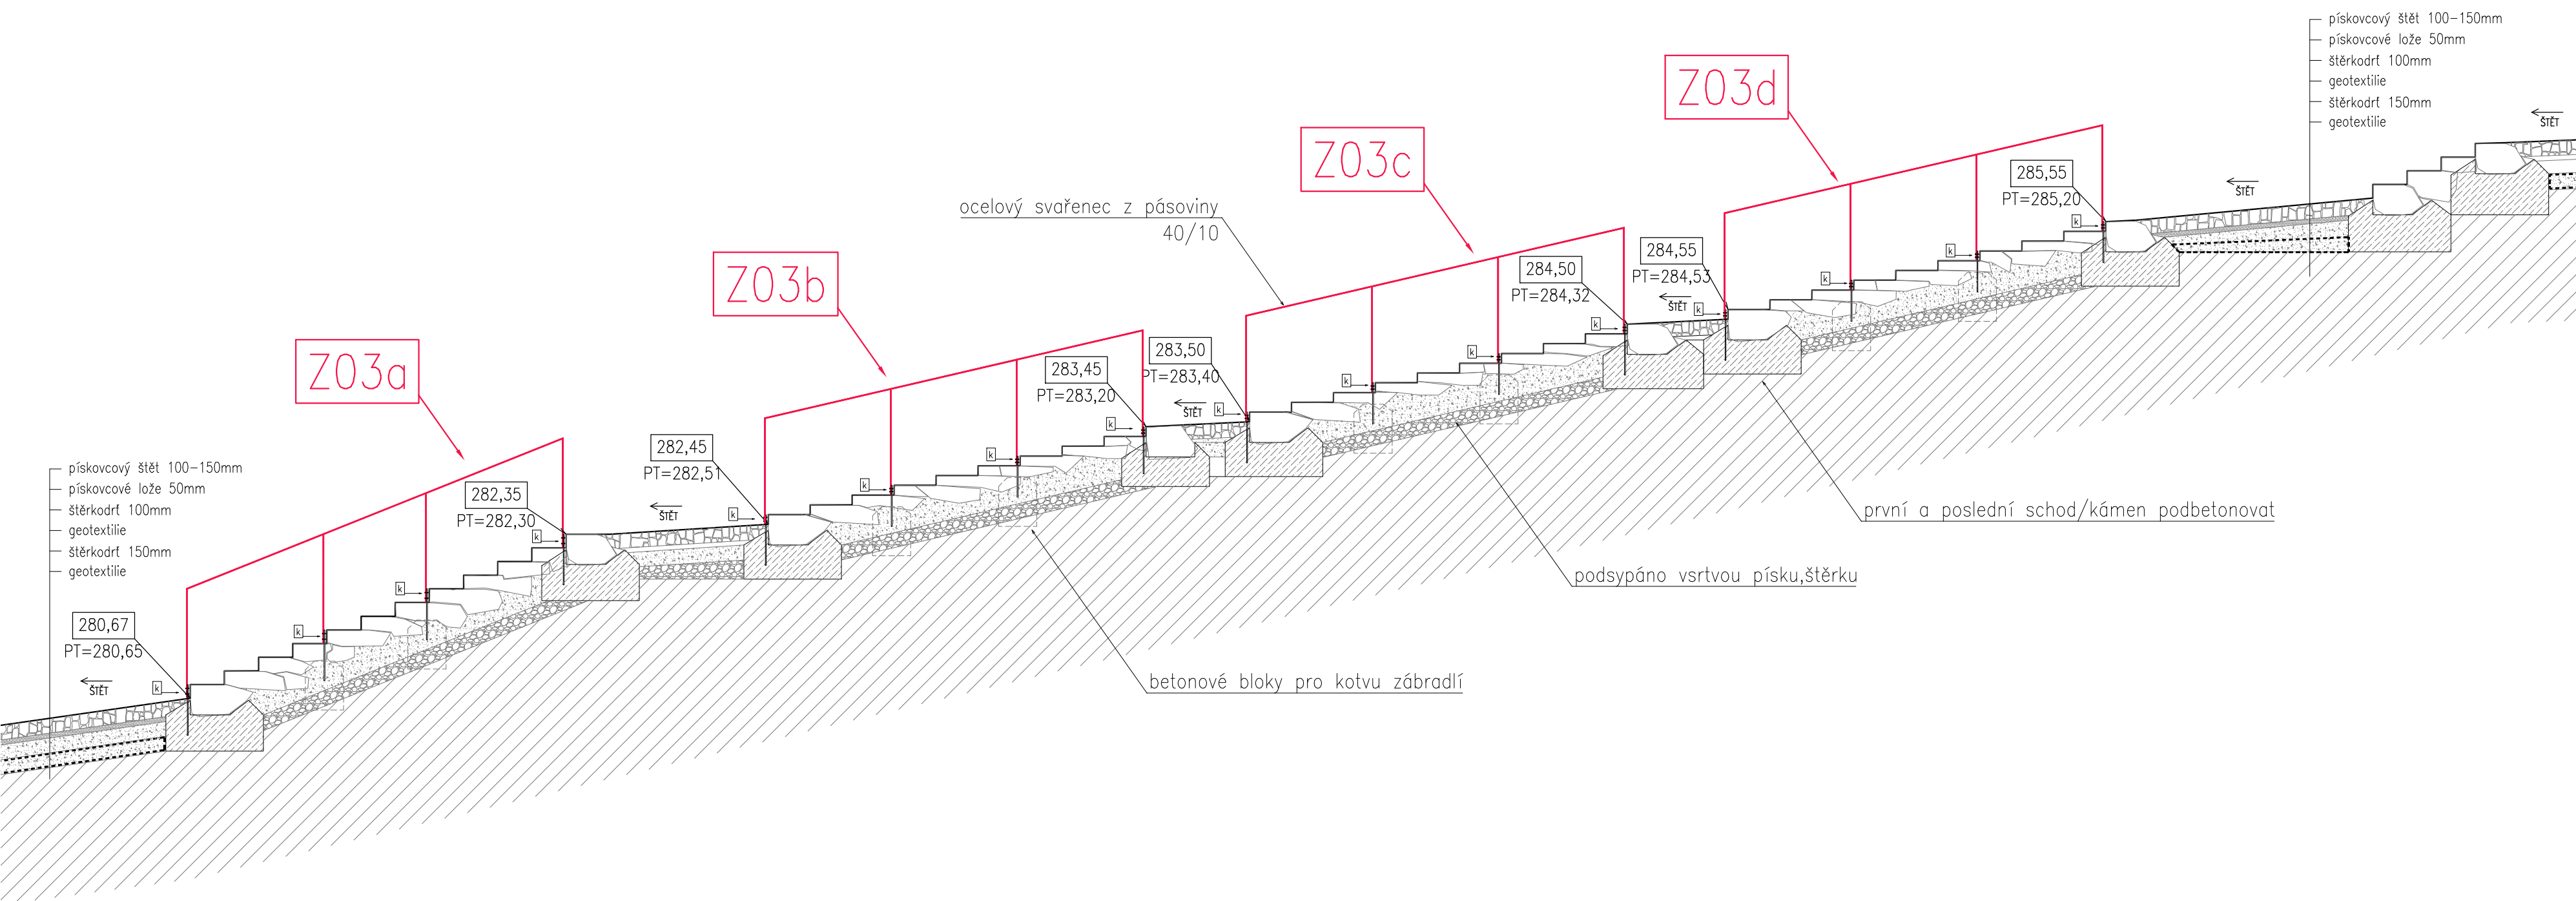 pískovcový štět 100-150mm
pískovcové lože 50mm
štěrkodrť 100mm
geotextilie
štěrkodrť 150mm
geotextilie
280,67
PT=280,65
ŠTĚT
k
Z03a
k
k
282,35
PT=282,30
k
ŠTĚT
282,45
PT=282,51
k
Z03b
k
k
283,45
PT=283,20
k
ŠTĚT
283,50
PT=283,40
k
ocelový svařenec z pásoviny
40/10
Z03c
k
k
284,50
PT=284,32
k
ŠTĚT
284,55
PT=284,53
k
Z03d
k
k
285,55
PT=285,20
k
ŠTĚT
pískovcový štět 100-150mm
pískovcové lože 50mm
štěrkodrť 100mm
geotextilie
štěrkodrť 150mm
geotextilie
ŠTĚT
první a poslední schod/kámen podbetonovat
podsypáno vsrtvou písku,štěrku
betonové bloky pro kotvu zábradlí